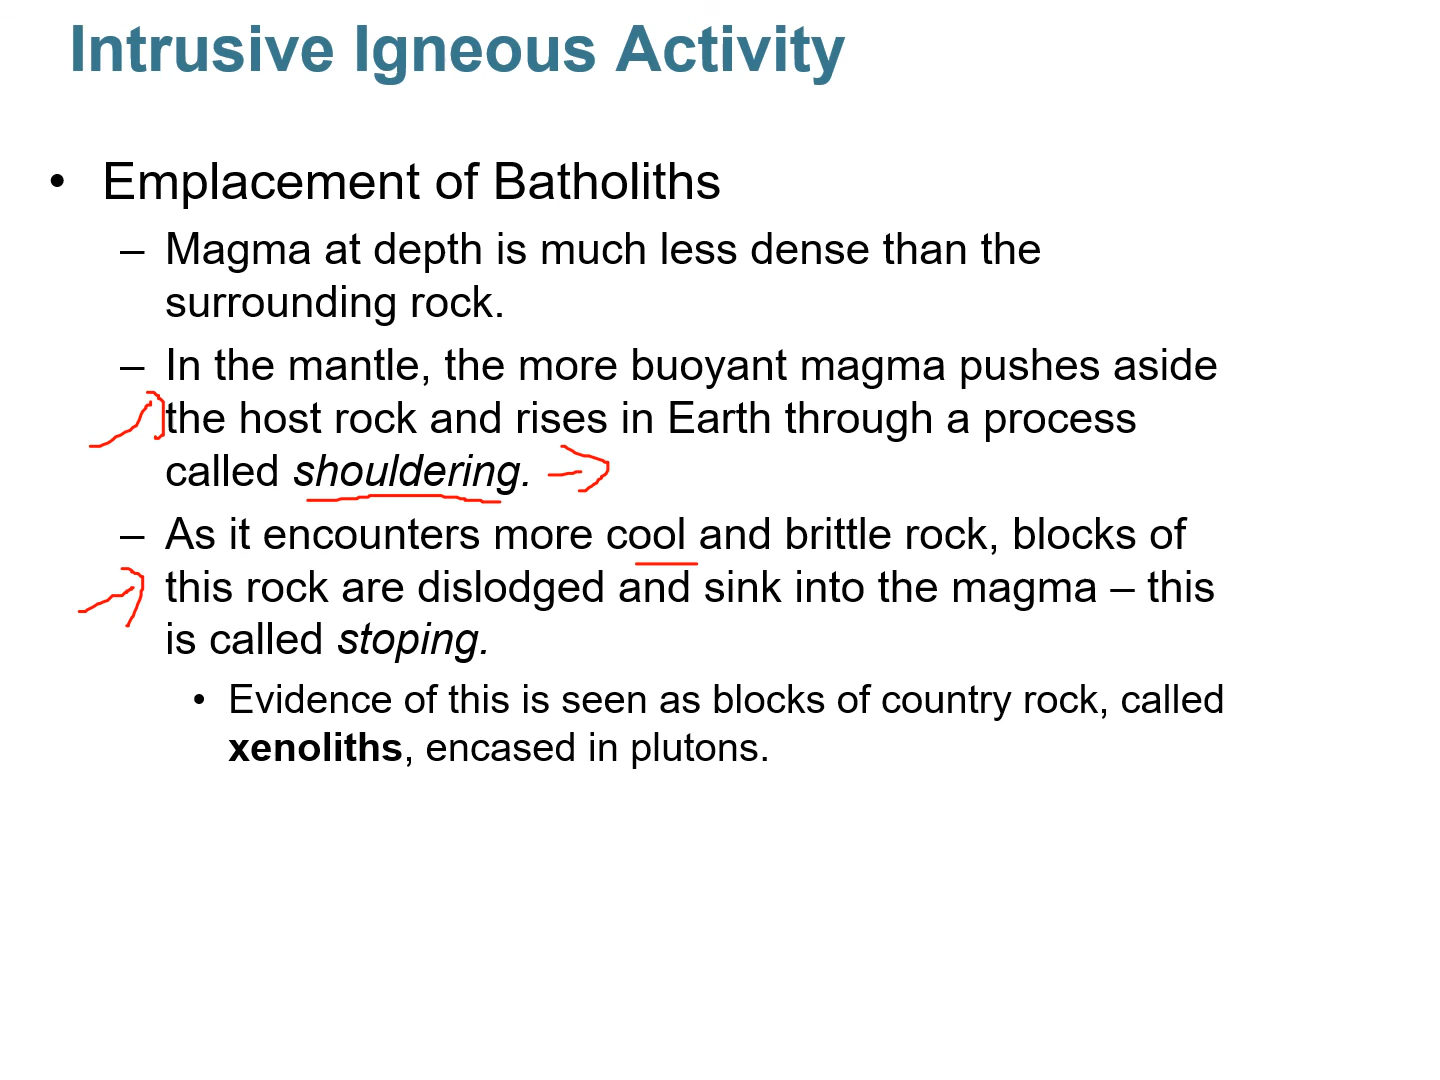 Intrusive Igneous Activity
• Emplacement of Batholiths
– Magma at depth is much less dense than the
surrounding rock.
– In the mantle, the more buoyant magma pushes aside
the host rock and rises in Earth through a process
called shouldering.
– As it encounters more cool and brittle rock, blocks of
this rock are dislodged and sink into the magma – this
is called stoping.
• Evidence of this is seen as blocks of country rock, called
xenoliths, encased in plutons.